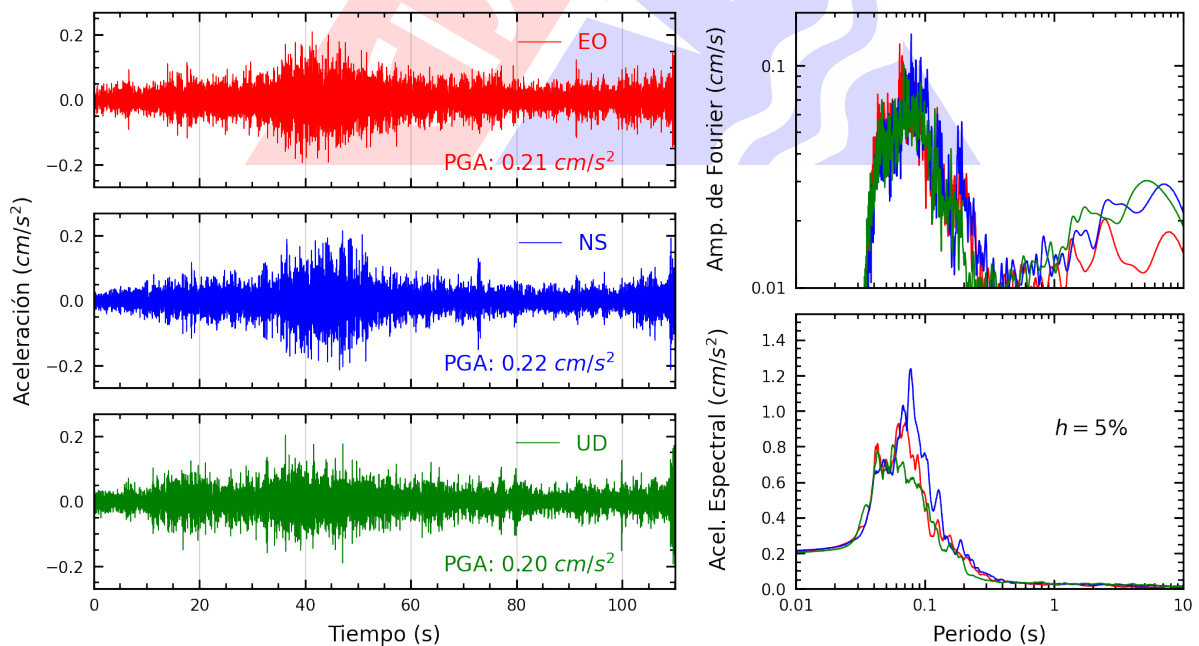 Aceleración (cm/s²)
0.2
0.0
−0.2
EO
PGA: 0.21 cm/s²
0.2
0.0
−0.2
NS
PGA: 0.22 cm/s²
0.2
0.0
−0.2
UD
PGA: 0.20 cm/s²
0 20 40 60 80 100
Tiempo (s)
Amp. de Fourier (cm/s)
0.1
0.01
Acel. Espectral (cm/s²)
1.4
1.2
1.0
0.8
0.6
0.4
0.2
0.0
h = 5%
0.01 0.1 1 10
Periodo (s)